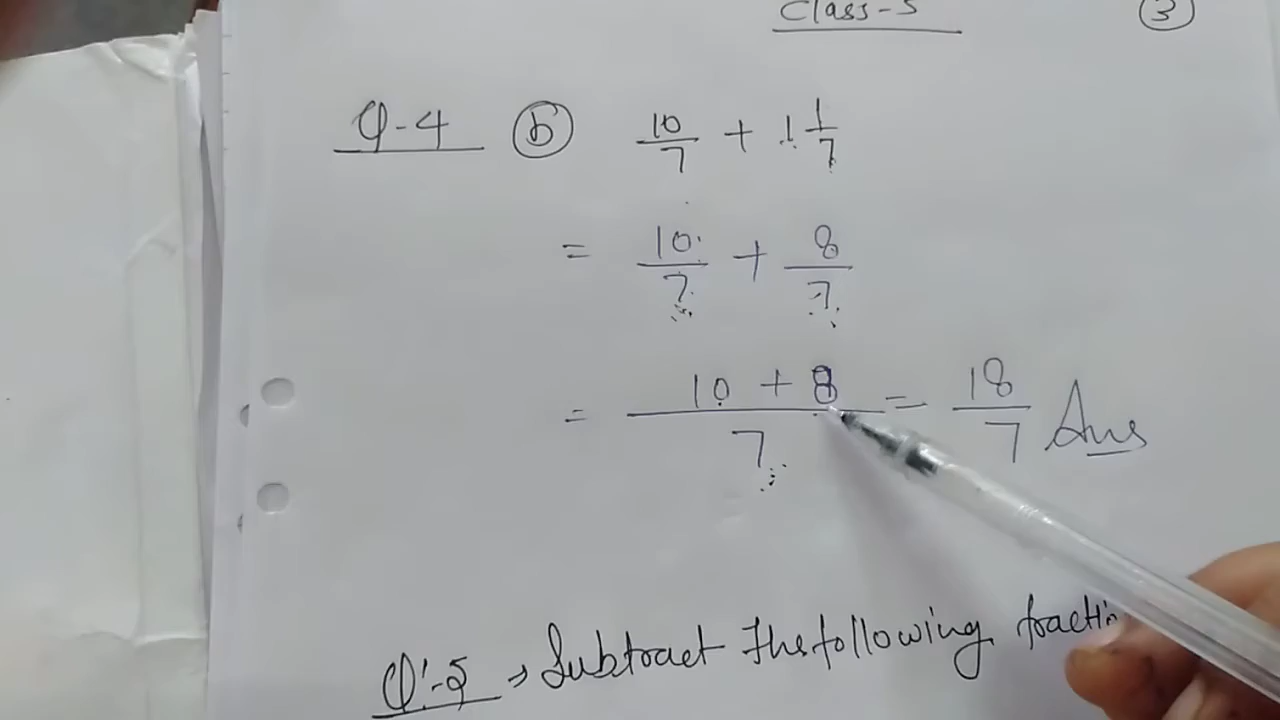 Class-5 3
Q-4 b 10/7 + 1 1/7
= 10/7 + 8/7
= 10 + 8/7 = 18/7 Ans
Q-5 → Subtract the following